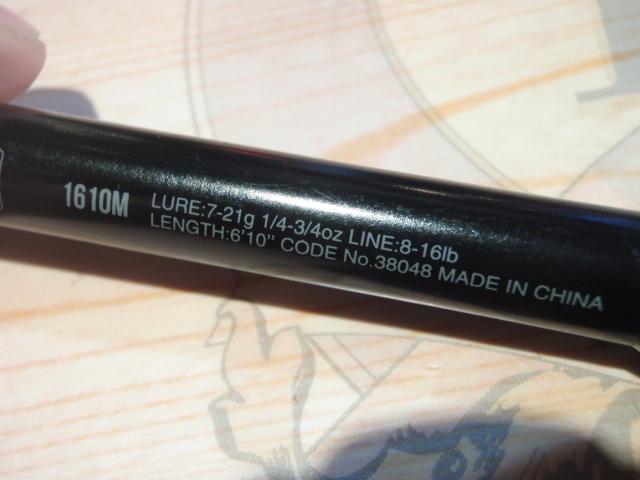 1610M
LURE:7-21g 1/4-3/4oz LINE:8-16lb
LENGTH:6'10" CODE No.38048 MADE IN CHINA